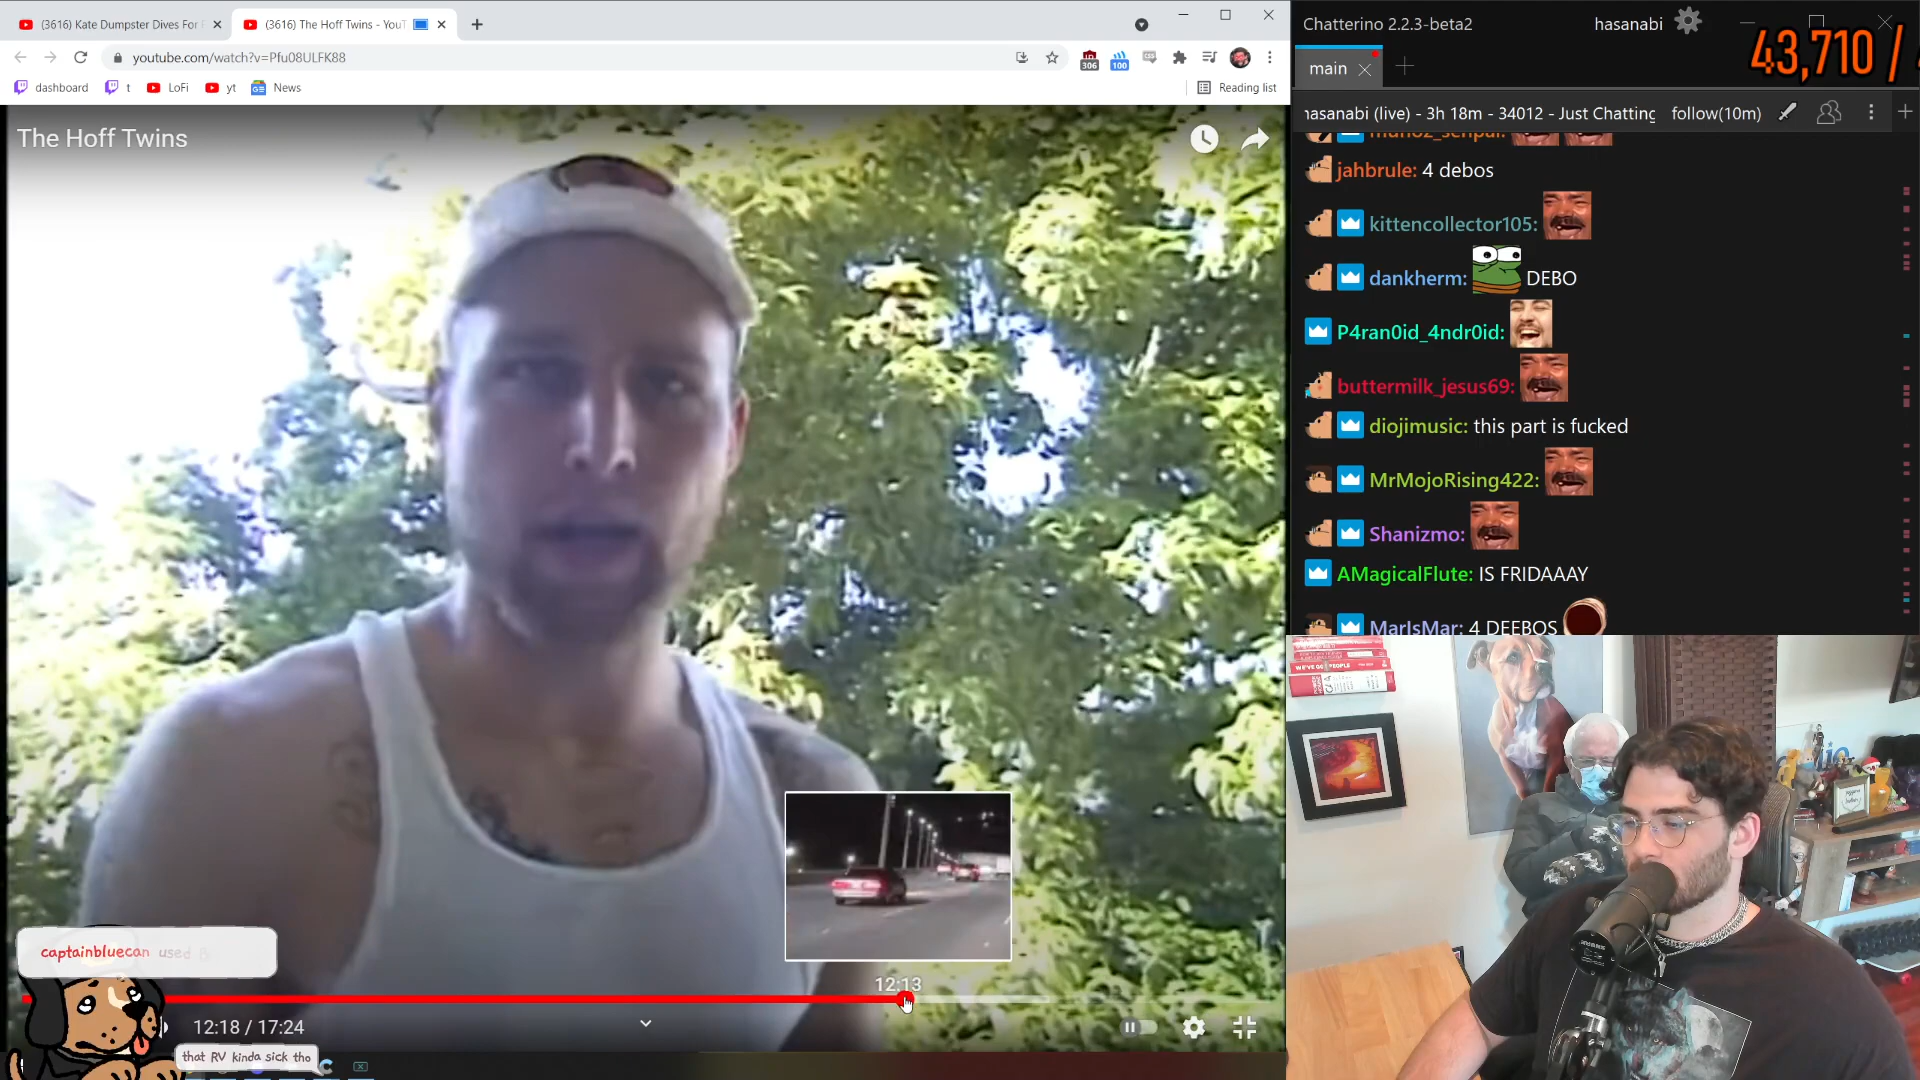 (3616) Kate Dumpster Dives For
(3616) The Hoff Twins - YouT
youtube.com/watch?v=Pfu08ULFK88
306
100
dashboard
t
LoFi
yt
News
Reading list
The Hoff Twins
captainbluecan used
12:13
12:18 / 17:24
that RV kinda sick tho
Chatterino 2.2.3-beta2
hasanabi
43,710 /
main
hasanabi (live) - 3h 18m - 34012 - Just Chatting
follow(10m)
jahbrule: 4 debos
kittencollector105:
dankherm: DEBO
P4ran0id_4ndr0id:
buttermilk_jesus69:
diojimusic: this part is fucked
MrMojoRising422:
Shanizmo:
AMagicalFlute: IS FRIDAAAY
MarIsMar: 4 DEEBOS